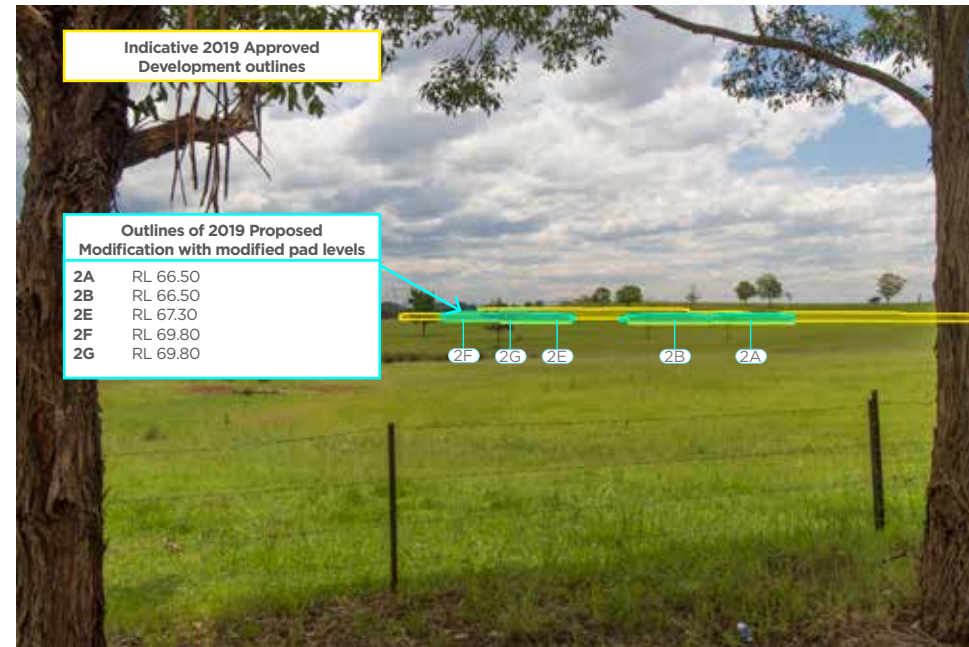 Indicative 2019 Approved
Development outlines
Outlines of 2019 Proposed
Modification with modified pad levels
2A RL 66.50
2B RL 66.50
2E RL 67.30
2F RL 69.80
2G RL 69.80
2F 2G 2E 2B 2A